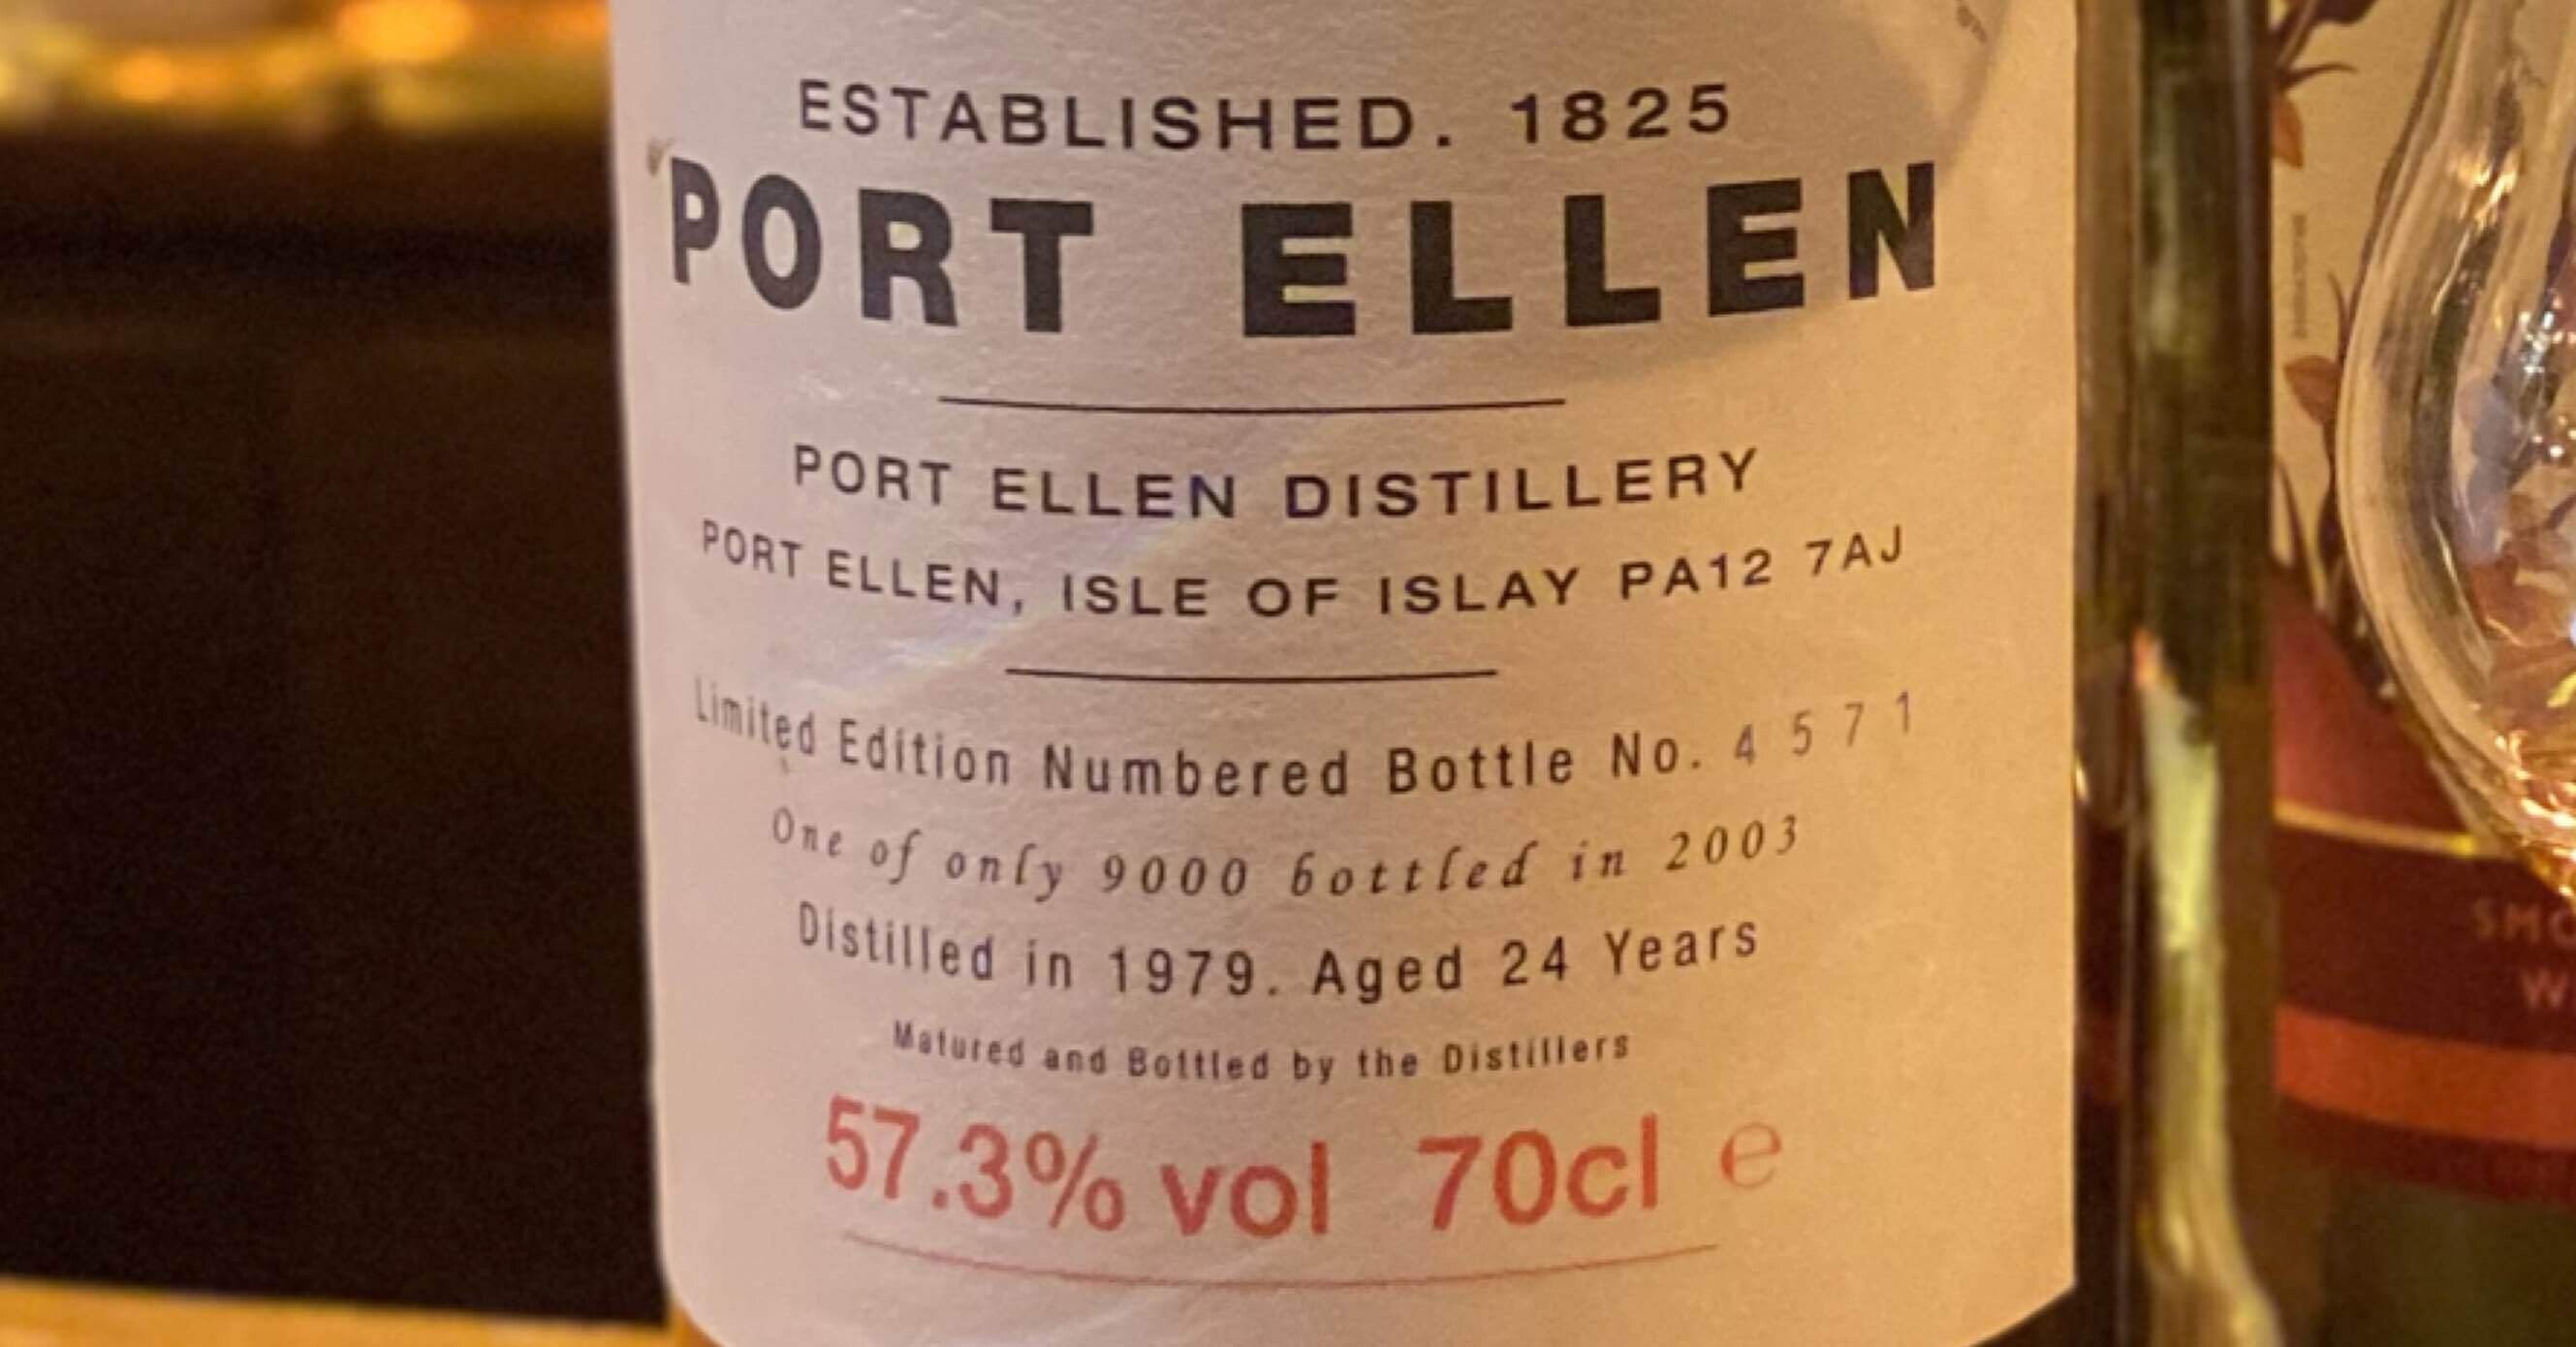 ESTABLISHED. 1825
PORT ELLEN
PORT ELLEN DISTILLERY
PORT ELLEN, ISLE OF ISLAY PA12 7AJ
Limited Edition Numbered Bottle No. 4571
One of only 9000 bottled in 2003
Distilled in 1979. Aged 24 Years
Matured and Bottled by the Distillers
57.3% vol 70cl e